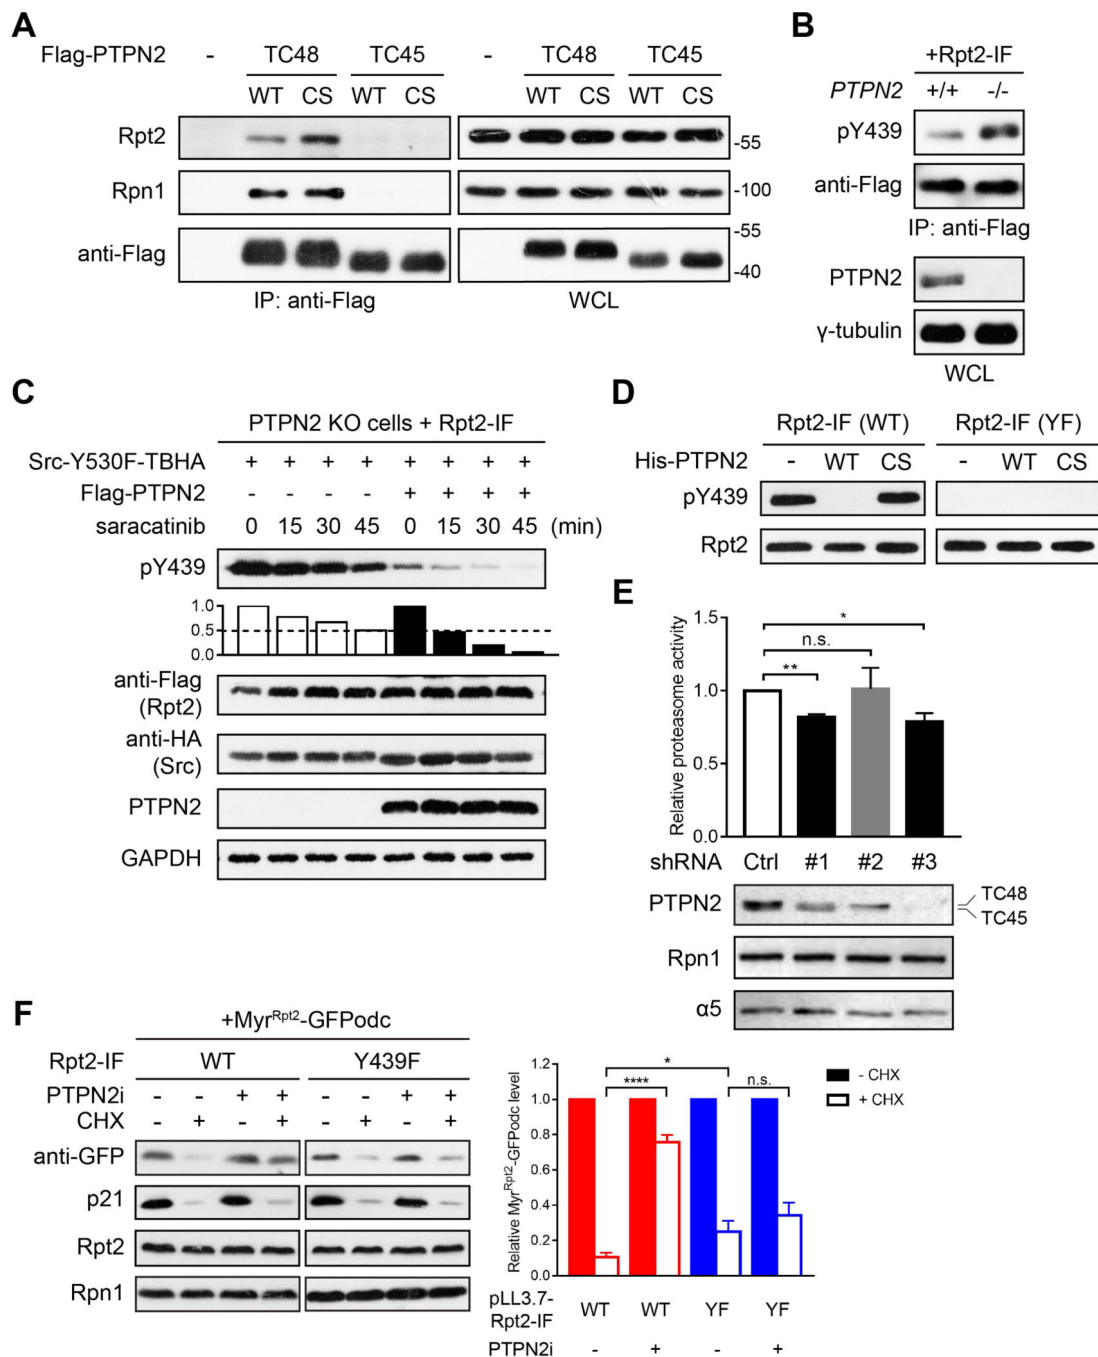 A
Flag-PTPN2 - TC48 TC45 - TC48 TC45
WT CS WT CS WT CS WT CS
Rpt2 -55
Rpn1 -100
-55
anti-Flag
-40
IP: anti-Flag WCL
B
+Rpt2-IF
PTPN2 +/+ -/-
pY439
anti-Flag
IP: anti-Flag
PTPN2
γ-tubulin
WCL
C
PTPN2 KO cells + Rpt2-IF
Src-Y530F-TBHA + + + + + + + +
Flag-PTPN2 - - - - + + + +
saracatinib 0 15 30 45 0 15 30 45 (min)
pY439
1.0
0.5
0.0
anti-Flag
(Rpt2)
anti-HA
(Src)
PTPN2
GAPDH
D
Rpt2-IF (WT) Rpt2-IF (YF)
His-PTPN2 - WT CS - WT CS
pY439
Rpt2
E
Relative proteasome activity
1.5
1.0
0.5
0.0
*
n.s.
**
shRNA Ctrl #1 #2 #3
PTPN2 TC48
TC45
Rpn1
α5
F
+Myr^Rpt2-GFPodc
Rpt2-IF WT Y439F
PTPN2i - - + + - - + +
CHX - + - + - + - +
anti-GFP
p21
Rpt2
Rpn1
Relative Myr^Rpt2-GFPodc level
1.2
1.0
0.8
0.6
0.4
0.2
0.0
*
**** n.s.
- CHX
+ CHX
pLL3.7-
Rpt2-IF WT WT YF YF
PTPN2i - + - +